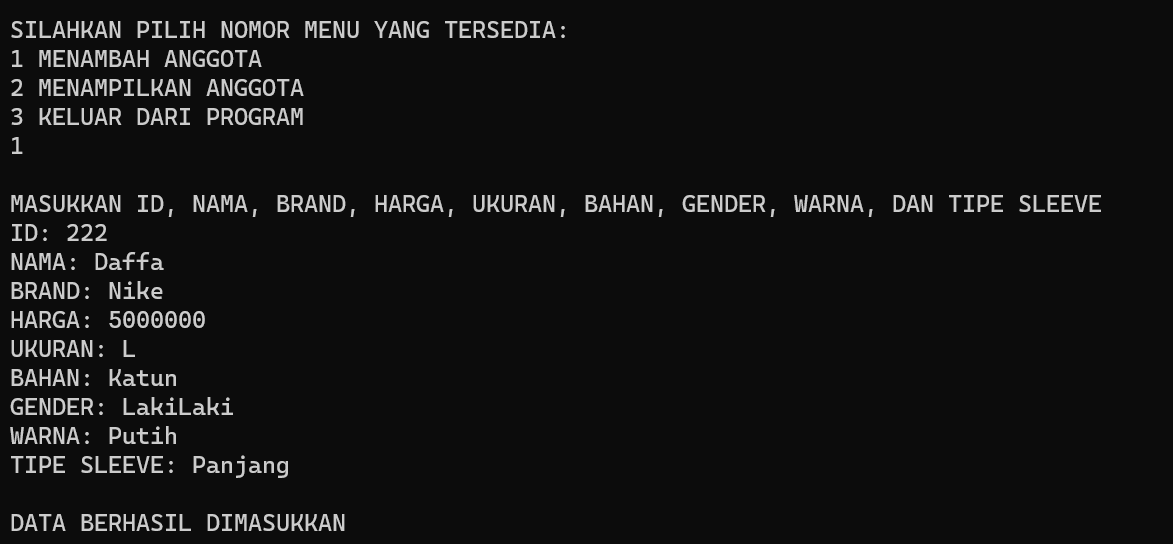 SILAHKAN PILIH NOMOR MENU YANG TERSEDIA:
1 MENAMBAH ANGGOTA
2 MENAMPILKAN ANGGOTA
3 KELUAR DARI PROGRAM
1
MASUKKAN ID, NAMA, BRAND, HARGA, UKURAN, BAHAN, GENDER, WARNA, DAN TIPE SLEEVE
ID: 222
NAMA: Daffa
BRAND: Nike
HARGA: 5000000
UKURAN: L
BAHAN: Katun
GENDER: LakiLaki
WARNA: Putih
TIPE SLEEVE: Panjang
DATA BERHASIL DIMASUKKAN